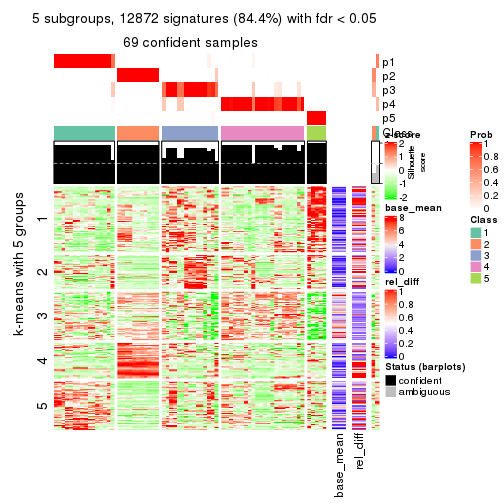 5 subgroups, 12872 signatures (84.4%) with fdr < 0.05
69 confident samples
p1
p2
p3
p4
p5
Class
z-score
2
1
0
-1
-2
Silhouette
score
Prob
1
0.8
0.6
0.4
0.2
0
Class
1
2
3
4
5
base_mean
8
6
4
2
0
rel_diff
1
0.8
0.6
0.4
0.2
0
Status (barplots)
confident
ambiguous
k-means with 5 groups
1
2
3
4
5
base_mean
rel_diff